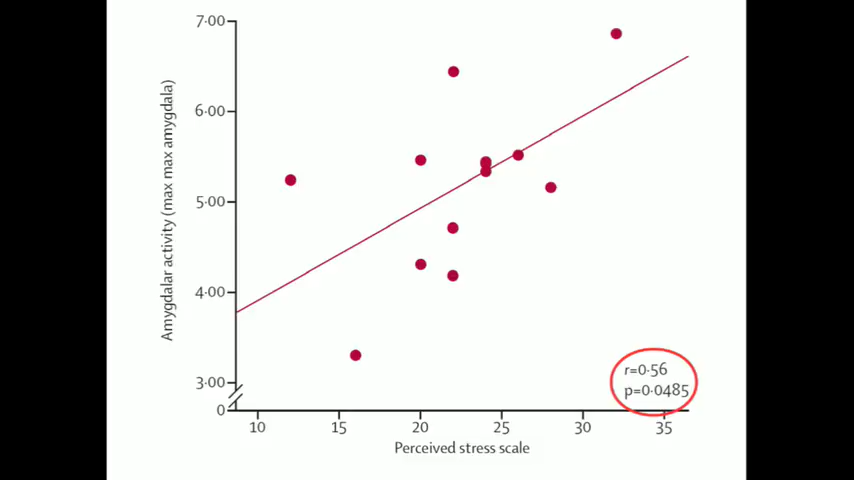 7·00
6·00
5·00
4·00
3·00
0
Amygdalar activity (max max amygdala)
10 15 20 25 30 35
Perceived stress scale
r=0·56
p=0·0485